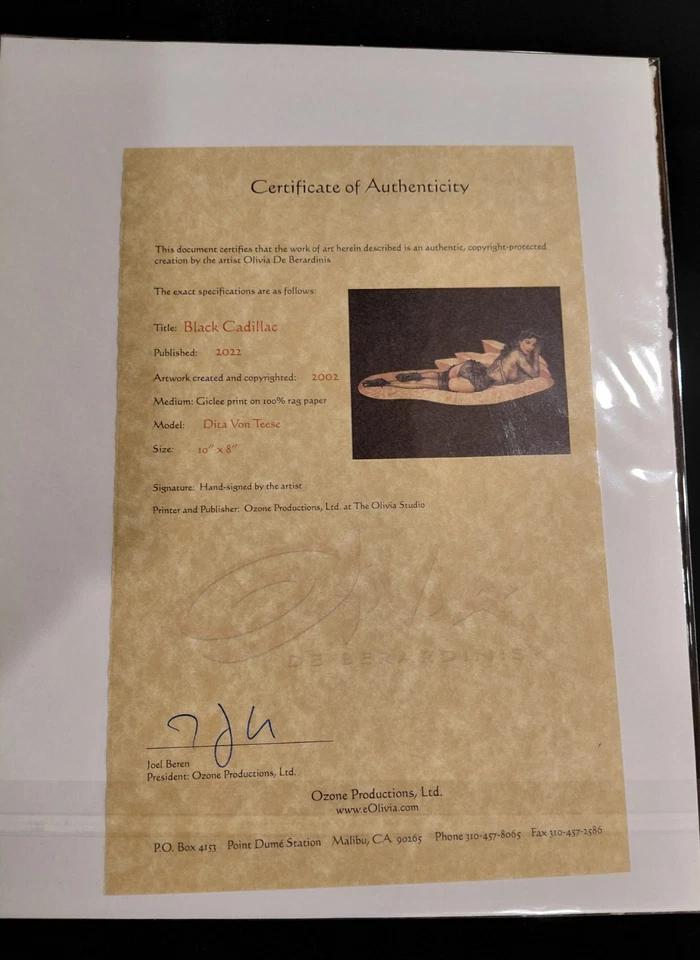 Certificate of Authenticity
This document certifies that the work of art herein described is an authentic, copyright-protected
creation by the artist Olivia De Berardinis
The exact specifications are as follows:
Title: Black Cadillac
Published: 2022
Artwork created and copyrighted: 2002
Medium: Giclee print on 100% rag paper
Model: Dita Von Teese
Size: 10" x 8"
Signature: Hand-signed by the artist
Printer and Publisher: Ozone Productions, Ltd. at The Olivia Studio
Olivia
DE BERARDINIS
Joel Beren
President: Ozone Productions, Ltd.
Ozone Productions, Ltd.
www.eOlivia.com
P.O. Box 4153 Point Dumé Station Malibu, CA 90265 Phone 310-457-8065 Fax 310-457-2586